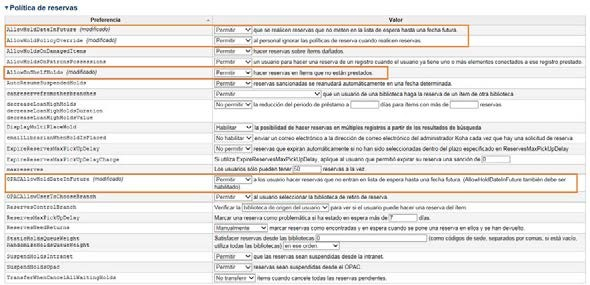 Política de reservas
Preferencia Valor
AllowHoldDateInFuture (modificado) Permitir que se realicen reservas que no meten en la lista de espera hasta una fecha futura.
AllowHoldPolicyOverride (modificado) Permitir al personal ignorar las políticas de reserva cuando realicen reservas.
AllowHoldsOnDamagedItems Permitir hacer reservas sobre ítems dañados.
AllowHoldsOnPatronsPossessions Permitir un usuario para hacer una reserva de un registro cuando el usuario ya tiene uno o más elementos conectados a ese registro prestado.
AllowOnShelfHolds (modificado) Permitir hacer reservas en ítems que no están prestados.
AutoResumeSuspendedHolds Permitir reservas sancionadas se reanudará automáticamente en una fecha determinada.
canreservefromotherbranches Permitir que un usuario de una biblioteca haga la reserva de un ítem de otra biblioteca
decreaseLoanHighHolds No permitir la reducción de período de préstamo a días para ítems con más de reservas
decreaseLoanHighHoldsDuration
decreaseLoanHighHoldsValue
DisplayMultiPlaceHold Habilitar la posibilidad de hacer reservas en múltiples registros a partir de los resultados de búsqueda
emailLibrarianWhenHoldIsPlaced No habilitar enviar un correo electrónico a la dirección de correo electrónico del administrador Koha cada vez que hay una solicitud de reserva
ExpireReservesMaxPickUpDelay No permitir reservas que expiran automáticamente si no han sido seleccionadas dentro del plazo especificado en ReservesMaxPickUpDelay
ExpireReservesMaxPickUpDelayCharge Si utiliza ExpireReservesMaxPickUpDelay, aplique al usuario que permitió expirar su reserva una sanción de 0
maxreserves Los usuarios sólo pueden tener 50 reservas a la vez.
OPACAllowHoldDateInFuture (modificado) Permitir a los usuario hacer reservas que no entran en lista de espera hasta una fecha futura. (AllowHoldDateInFuture también debe ser
habilitado)
OPACAllowUserToChooseBranch Permitir al usuario seleccionar la biblioteca de retiro de reserva.
ReservesControlBranch Verificar la biblioteca de origen del usuario para ver si el usuario puede hacer una reserva del ítem.
ReservesMaxPickUpDelay Marcar una reserva como problemática si ha estado en espera más de 7 días.
ReservesNeedReturns Manualmente marcar reservas como encontradas y en espera cuando se pone una reserva en ellos y se han devuelto.
StaticHoldsQueueWeight Satisfacer reservas desde las bibliotecas 0 (como códigos de sede, separados por comas, si está vacío,
RandomizeHoldsQueueWeight utiliza todas las bibliotecas) en ese orden.
SuspendHoldsIntranet Permitir que las reservas sean suspendidas desde la intranet.
SuspendHoldsOpac Permitir reservas sean suspendidas desde el OPAC.
TransferWhenCancelAllWaitingHolds No transferir ítems cuando cancele todas las reservas pendientes.